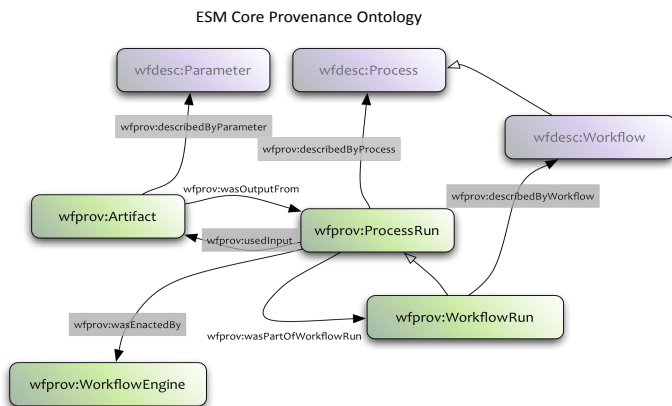 ESM Core Provenance Ontology
wfdesc:Parameter
wfdesc:Process
wfdesc:Workflow
wfprov:describedByParameter
wfprov:describedByProcess
wfprov:describedByWorkflow
wfprov:wasOutputFrom
wfprov:Artifact
wfprov:ProcessRun
wfprov:usedInput
wfprov:wasEnactedBy
wfprov:wasPartOfWorkflowRun
wfprov:WorkflowRun
wfprov:WorkflowEngine